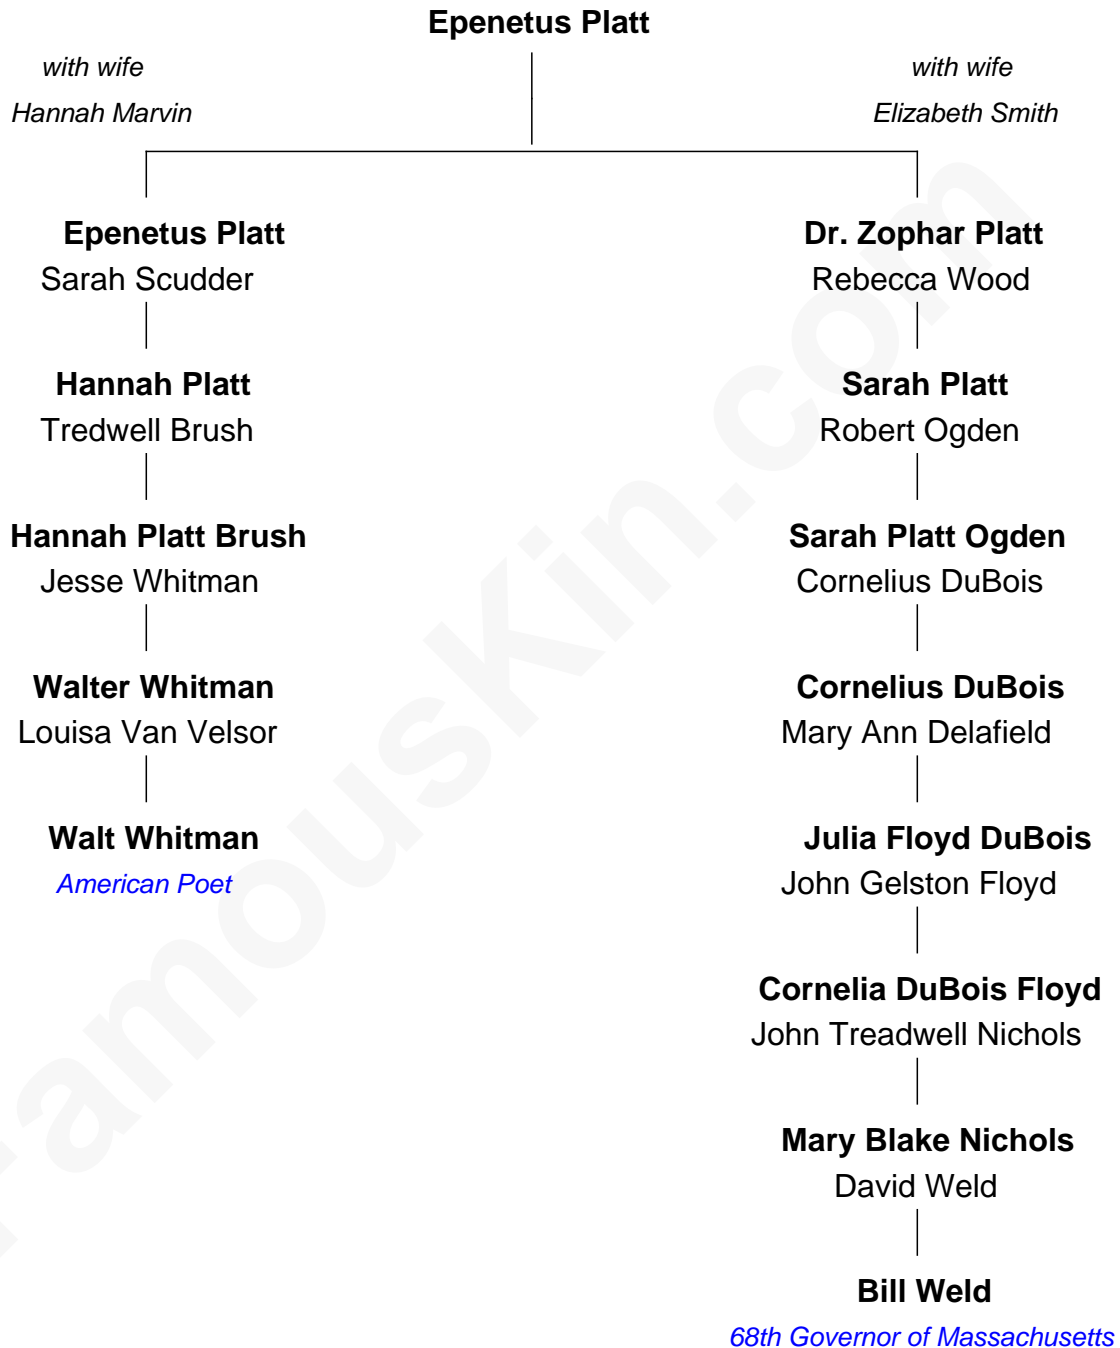 Epenetus Platt
with wife
Hannah Marvin
with wife
Elizabeth Smith
Epenetus Platt
Sarah Scudder
Dr. Zophar Platt
Rebecca Wood
Hannah Platt
Tredwell Brush
Sarah Platt
Robert Ogden
Hannah Platt Brush
Jesse Whitman
Sarah Platt Ogden
Cornelius DuBois
Walter Whitman
Louisa Van Velsor
Cornelius DuBois
Mary Ann Delafield
Walt Whitman
American Poet
Julia Floyd DuBois
John Gelston Floyd
Cornelia DuBois Floyd
John Treadwell Nichols
Mary Blake Nichols
David Weld
Bill Weld
68th Governor of Massachusetts
FamousKin.com